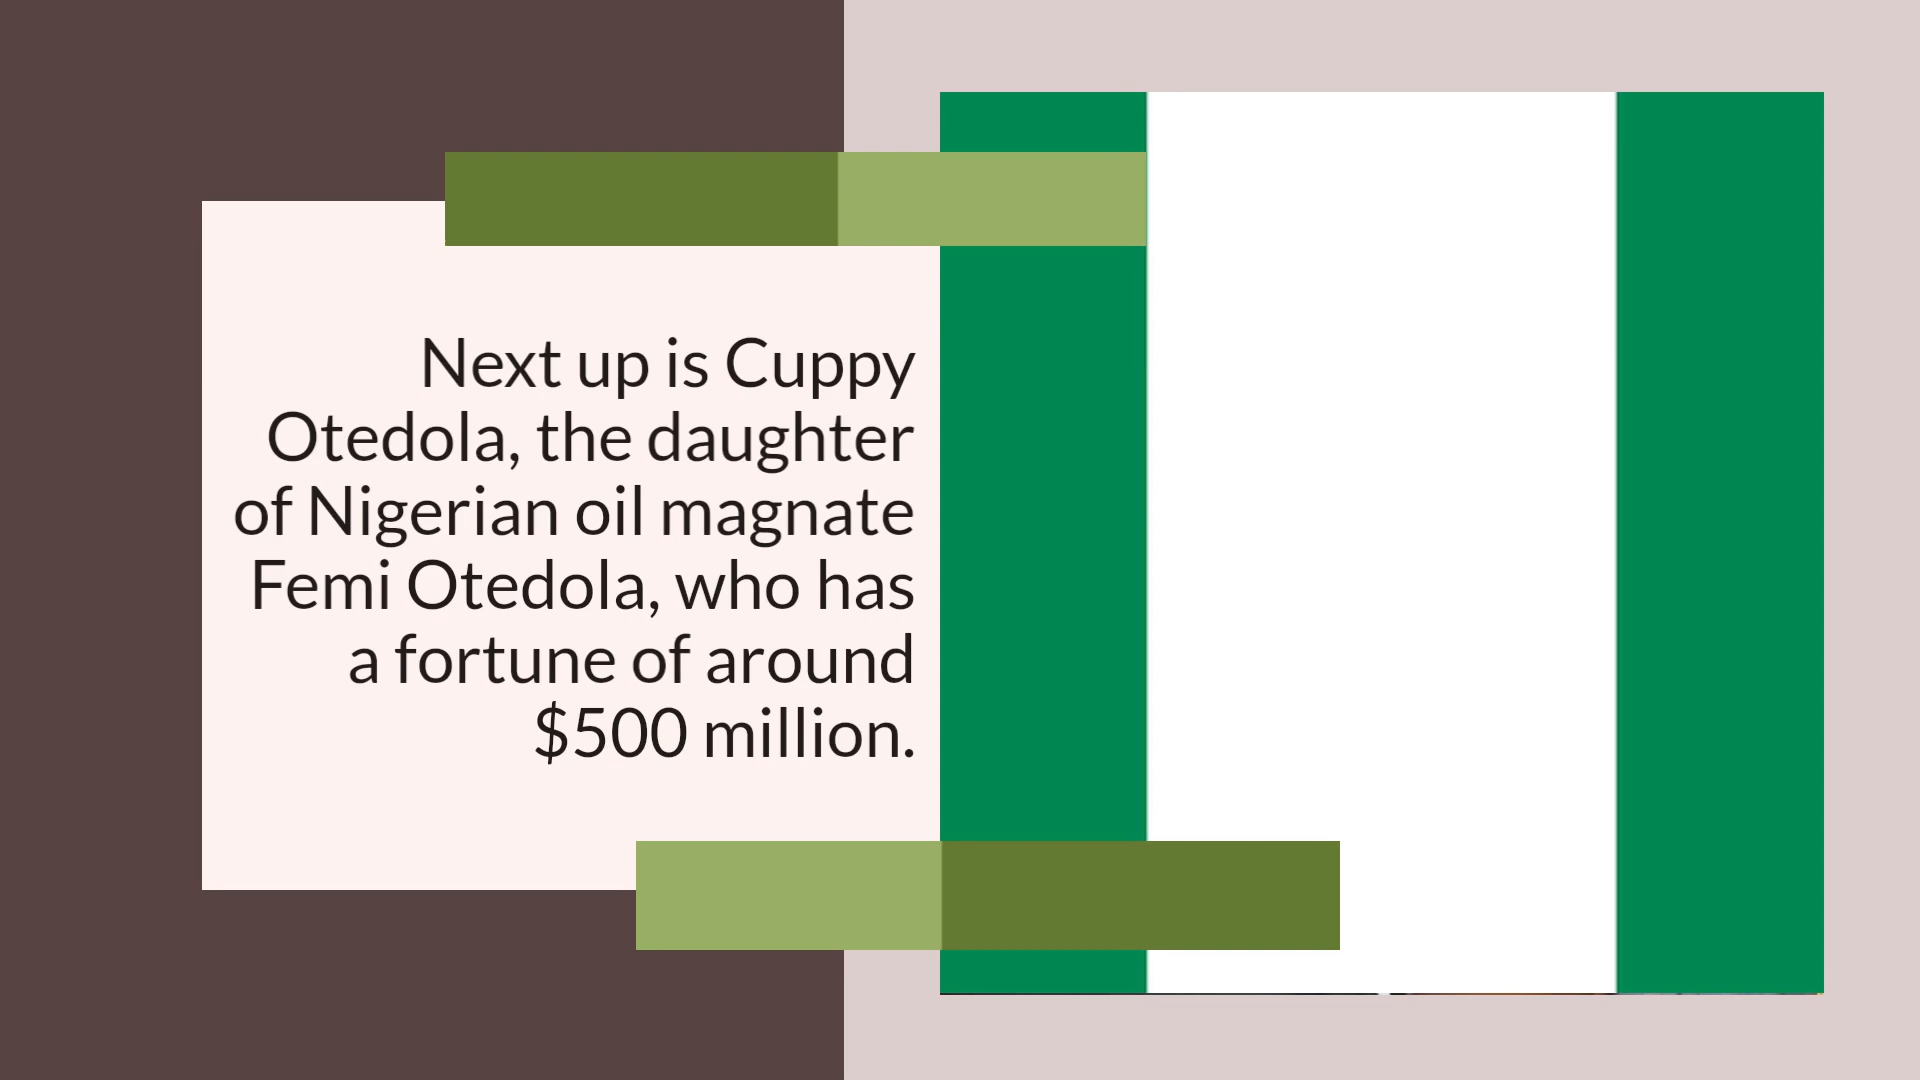 Next up is Cuppy
Otedola, the daughter
of Nigerian oil magnate
Femi Otedola, who has
a fortune of around
$500 million.